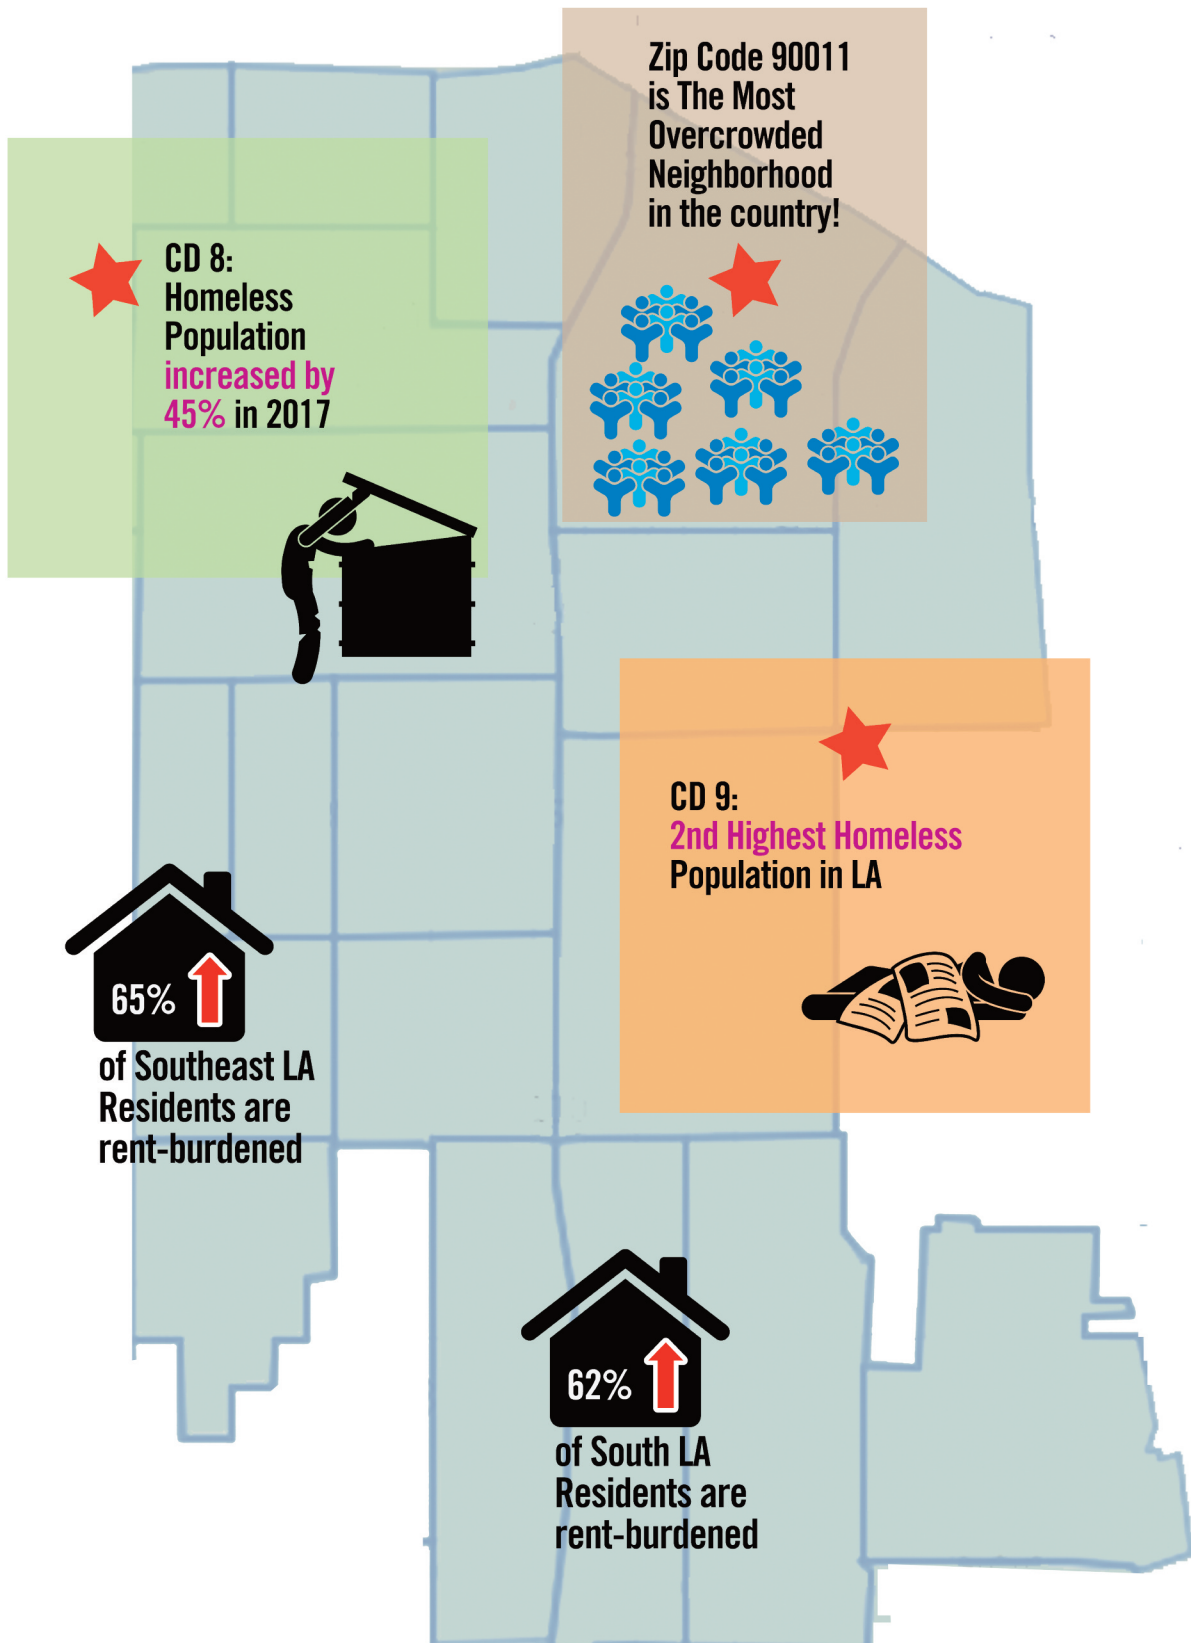 Zip Code 90011
is The Most
Overcrowded
Neighborhood
in the country!
CD 8:
Homeless
Population
increased by
45% in 2017
CD 9:
2nd Highest Homeless
Population in LA
65%
of Southeast LA
Residents are
rent-burdened
62%
of South LA
Residents are
rent-burdened